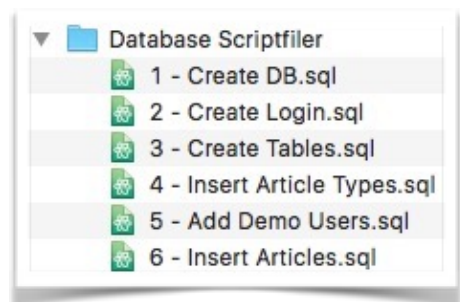 Database Scriptfiler
1 - Create DB.sql
2 - Create Login.sql
3 - Create Tables.sql
4 - Insert Article Types.sql
5 - Add Demo Users.sql
6 - Insert Articles.sql